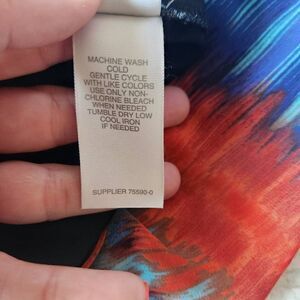 MACHINE WASH
COLD
GENTLE CYCLE
WITH LIKE COLORS
USE ONLY NON-
CHLORINE BLEACH
WHEN NEEDED
TUMBLE DRY LOW
COOL IRON
IF NEEDED
SUPPLIER 75590-0